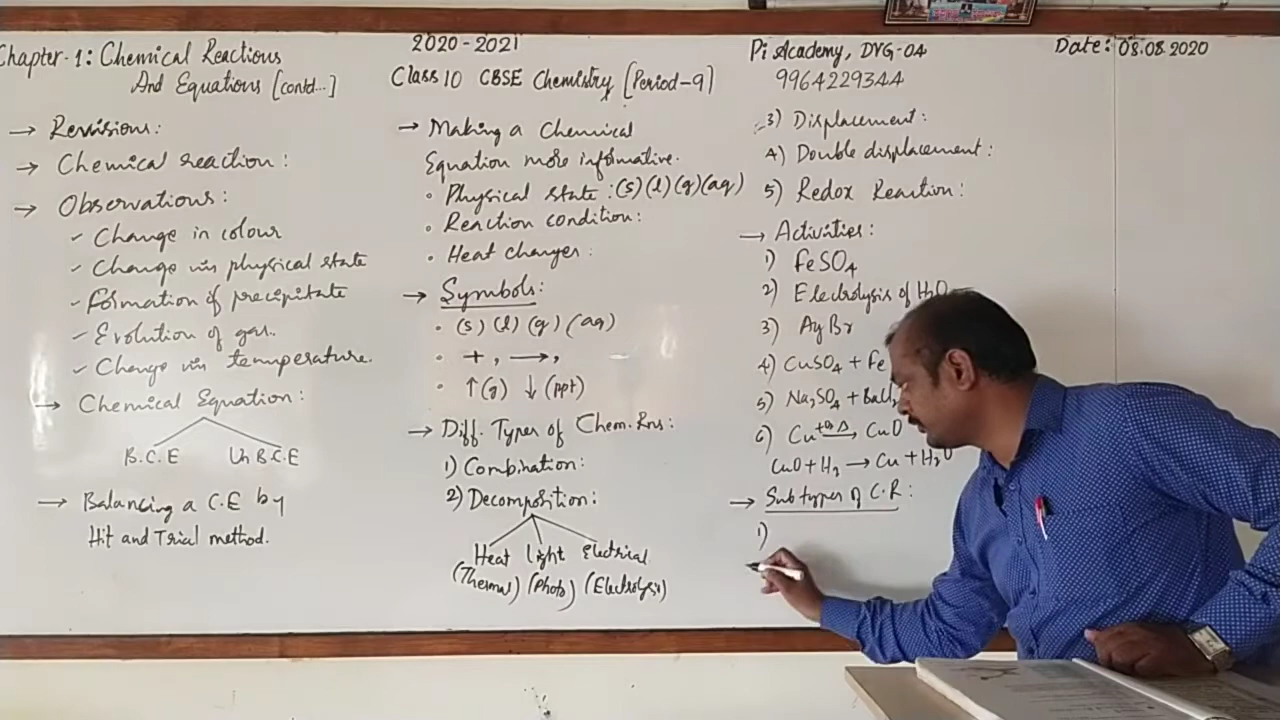 Chapter-1: Chemical Reactions
And Equations [contd...]
→ Revisions:
→ Chemical reaction:
→ Observations:
✓ Change in colour
✓ Change in physical state
✓ Formation of precipitate
✓ Evolution of gas.
✓ Change in temperature.
→ Chemical Equation:
B.C.E Un B.C.E
→ Balancing a C.E by
Hit and Trial method.
2020-2021
Class 10 CBSE Chemistry [Period-9]
→ Making a Chemical
Equation more informative.
• Physical state : (s) (l) (g) (aq)
• Reaction condition:
• Heat changes:
→ Symbols:
• (s) (l) (g) (aq)
• +, →,
• ↑(g) ↓(ppt)
→ Diff. Types of Chem. Rns:
1) Combination:
2) Decomposition:
Heat light Electrical
(Thermal) (Photo) (Electrolysis)
Pi Academy, DVG-04
9964229344
3) Displacement:
4) Double displacement:
5) Redox Reaction:
→ Activities:
1) FeSO4
2) Electrolysis of H2O
3) AgBr
4) CuSO4 + Fe
5) Na2SO4 + BaCl2
6) Cu +O2 Δ→ CuO
CuO + H2 → Cu + H2O
→ Sub types of C.R:
1)
Date: 08.08.2020